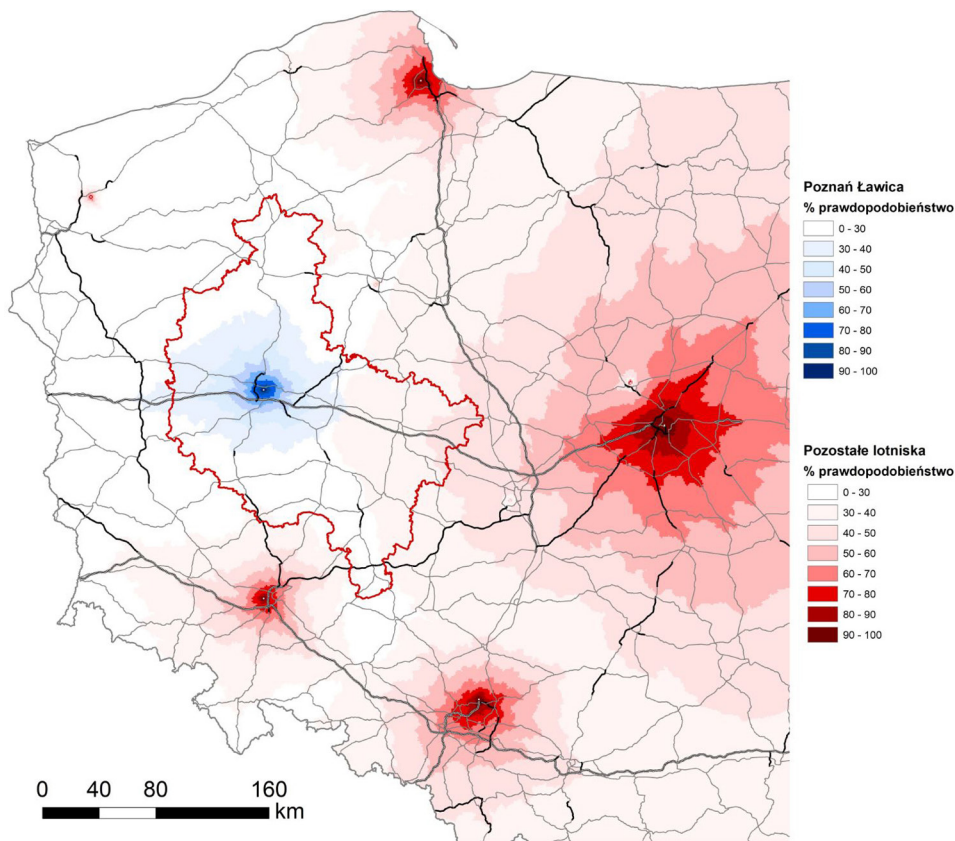 Poznań Ławica
% prawdopodobieństwo
0 - 30
30 - 40
40 - 50
50 - 60
60 - 70
70 - 80
80 - 90
90 - 100
Pozostałe lotniska
% prawdopodobieństwo
0 - 30
30 - 40
40 - 50
50 - 60
60 - 70
70 - 80
80 - 90
90 - 100
0 40 80 160
km